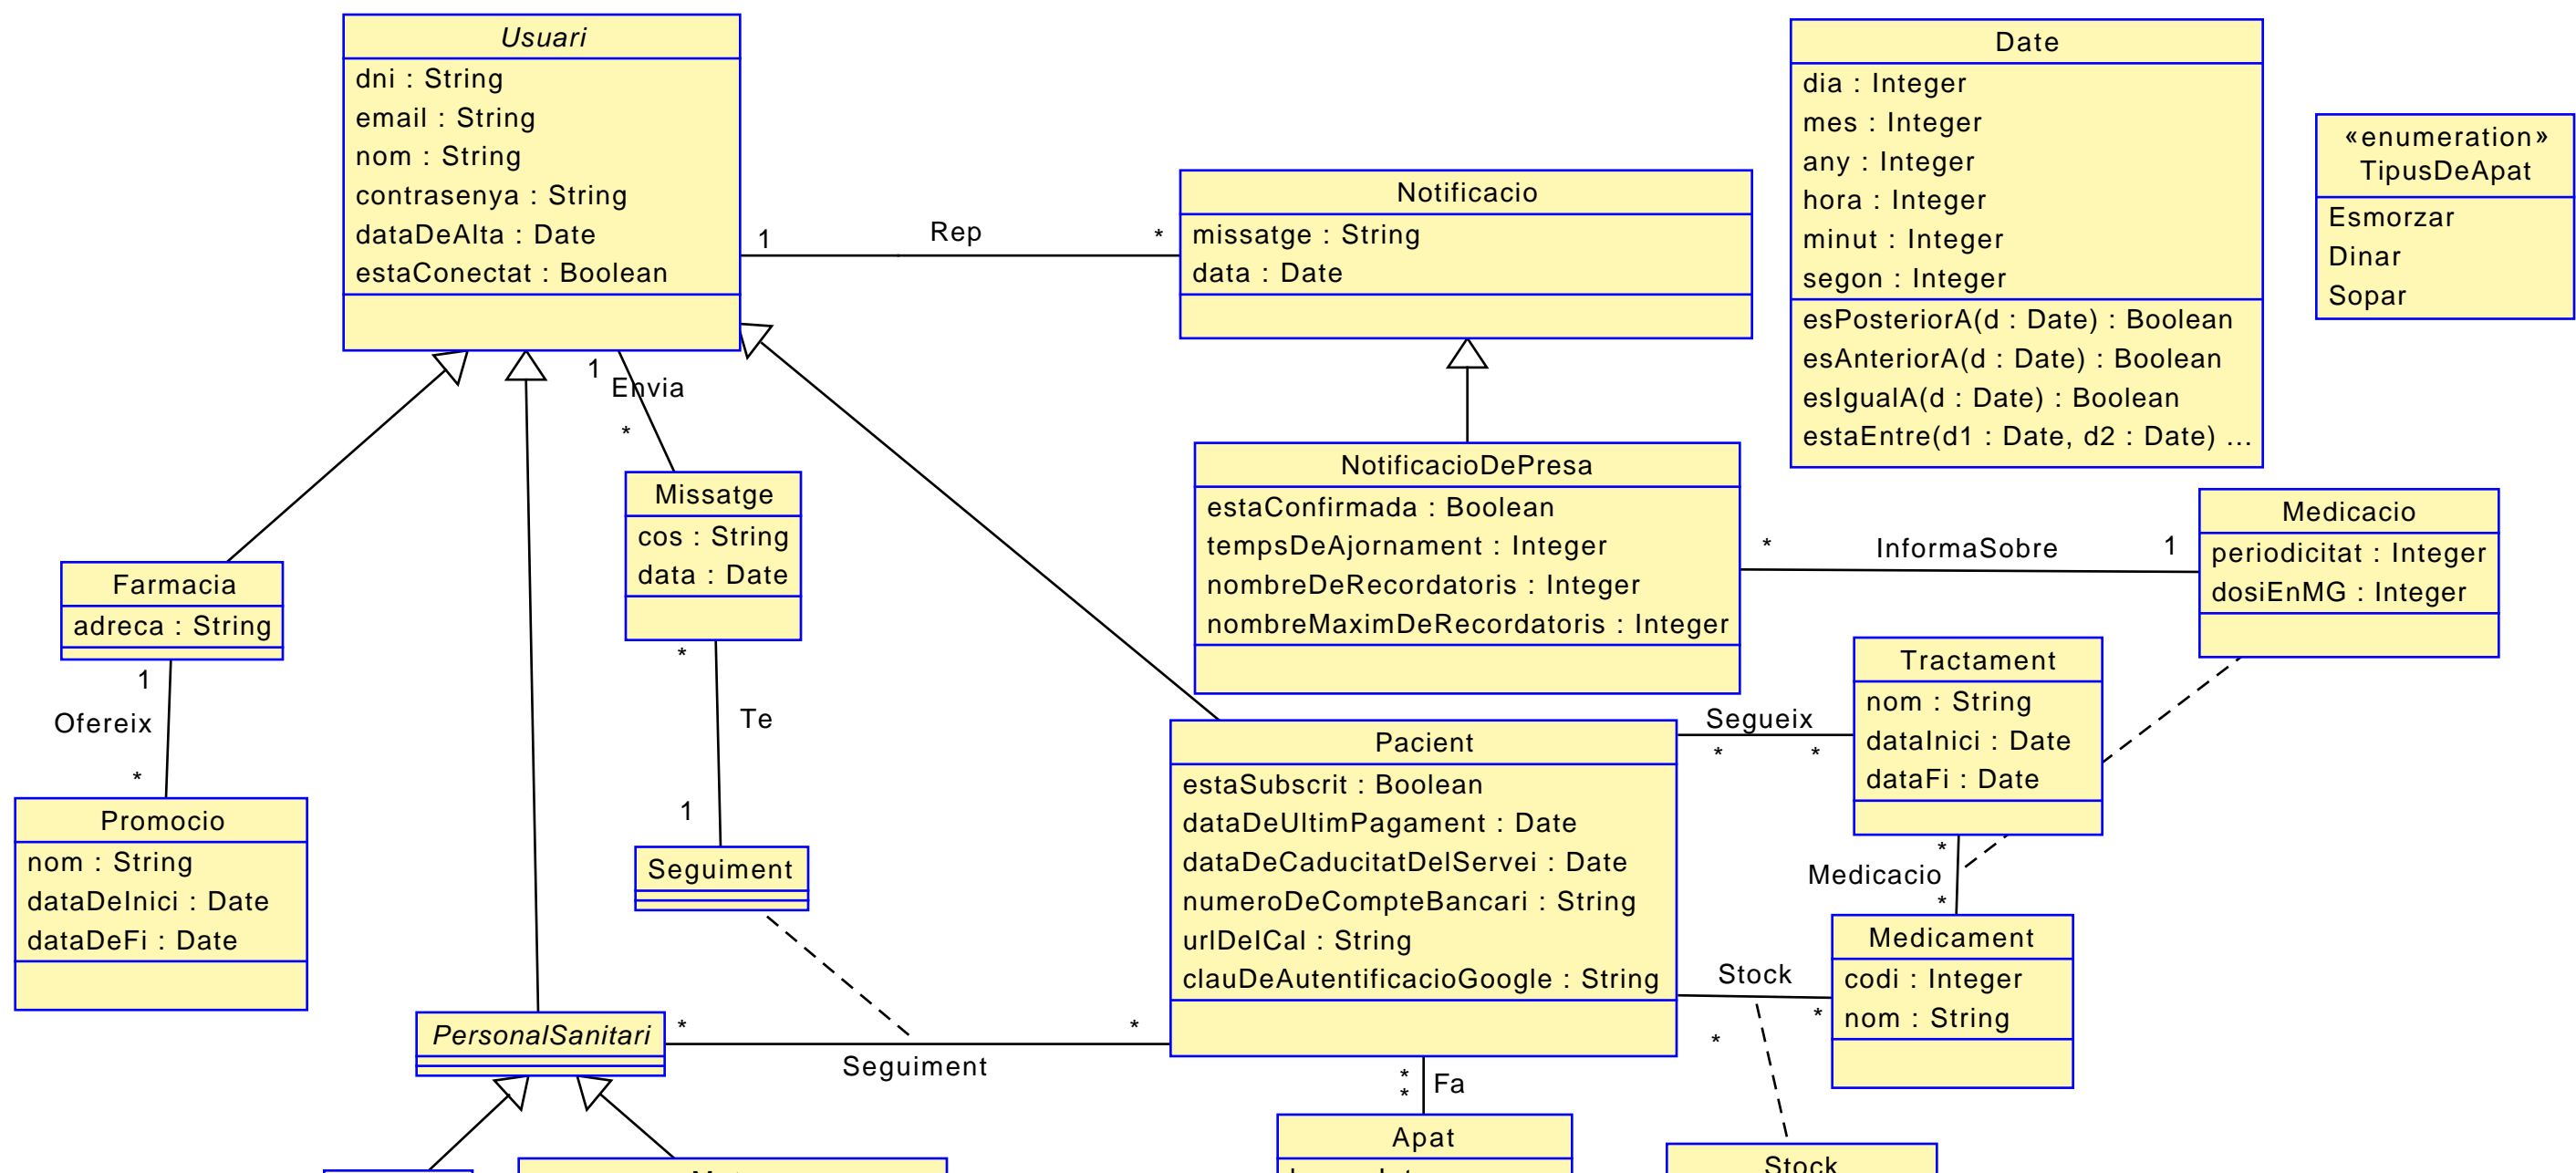 Usuari
dni : String
email : String
nom : String
contrasenya : String
dataDeAlta : Date
estaConectat : Boolean
1
Rep
*
Notificacio
missatge : String
data : Date
Date
dia : Integer
mes : Integer
any : Integer
hora : Integer
minut : Integer
segon : Integer
esPosteriorA(d : Date) : Boolean
esAnteriorA(d : Date) : Boolean
esIgualA(d : Date) : Boolean
estaEntre(d1 : Date, d2 : Date) ...
«enumeration»
TipusDeApat
Esmorzar
Dinar
Sopar
1
Envia
*
Missatge
cos : String
data : Date
NotificacioDePresa
estaConfirmada : Boolean
tempsDeAjornament : Integer
nombreDeRecordatoris : Integer
nombreMaximDeRecordatoris : Integer
*
InformaSobre
1
Medicacio
periodicitat : Integer
dosiEnMG : Integer
Farmacia
adreca : String
1
Ofereix
*
Promocio
nom : String
dataDeInici : Date
dataDeFi : Date
*
Te
1
Seguiment
Pacient
estaSubscrit : Boolean
dataDeUltimPagament : Date
dataDeCaducitatDelServei : Date
numeroDeCompteBancari : String
urlDeICal : String
clauDeAutentificacioGoogle : String
Segueix
*
*
Tractament
nom : String
dataInici : Date
dataFi : Date
*
Medicacio
*
Medicament
codi : Integer
nom : String
Stock
*
*
PersonalSanitari
*
*
Seguiment
*
*
Fa
Apat
Stock